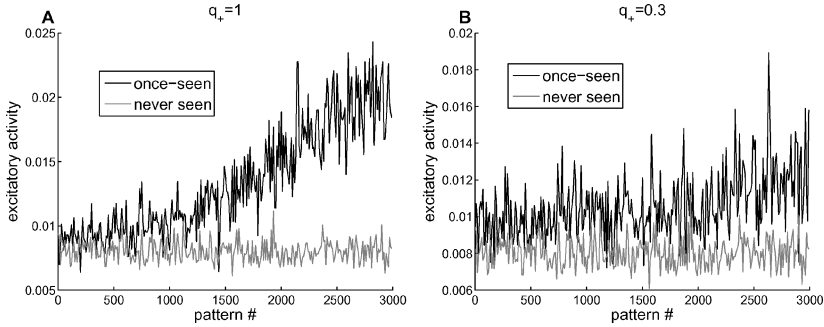 A
q+=1
0.025
0.02
0.015
0.01
0.005
excitatory activity
once−seen
never seen
0
500
1000
1500
2000
2500
3000
pattern #
B
q+=0.3
0.02
0.018
0.016
0.014
0.012
0.01
0.008
0.006
excitatory activity
once−seen
never seen
0
500
1000
1500
2000
2500
3000
pattern #